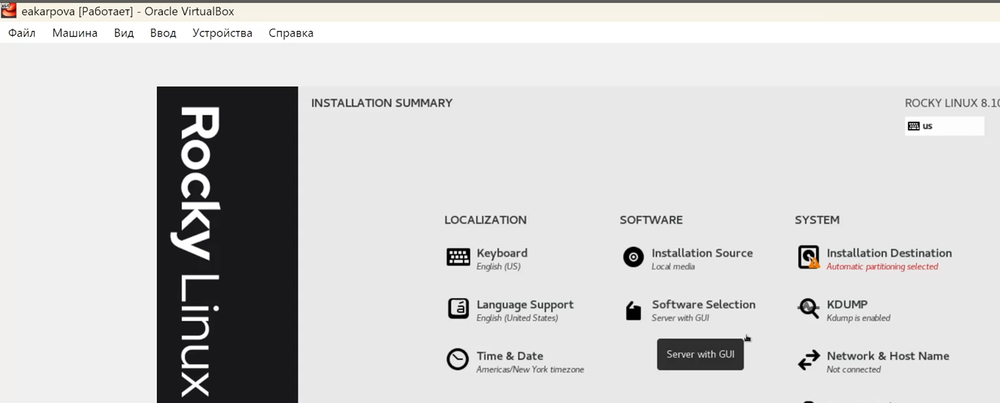 eakarpova [Работает] - Oracle VirtualBox
Файл Машина Вид Ввод Устройства Справка
Rocky Linux
INSTALLATION SUMMARY
ROCKY LINUX 8.10
us
LOCALIZATION
Keyboard
English (US)
Language Support
English (United States)
Time & Date
Americas/New York timezone
SOFTWARE
Installation Source
Local media
Software Selection
Server with GUI
Server with GUI
SYSTEM
Installation Destination
Automatic partitioning selected
KDUMP
Kdump is enabled
Network & Host Name
Not connected